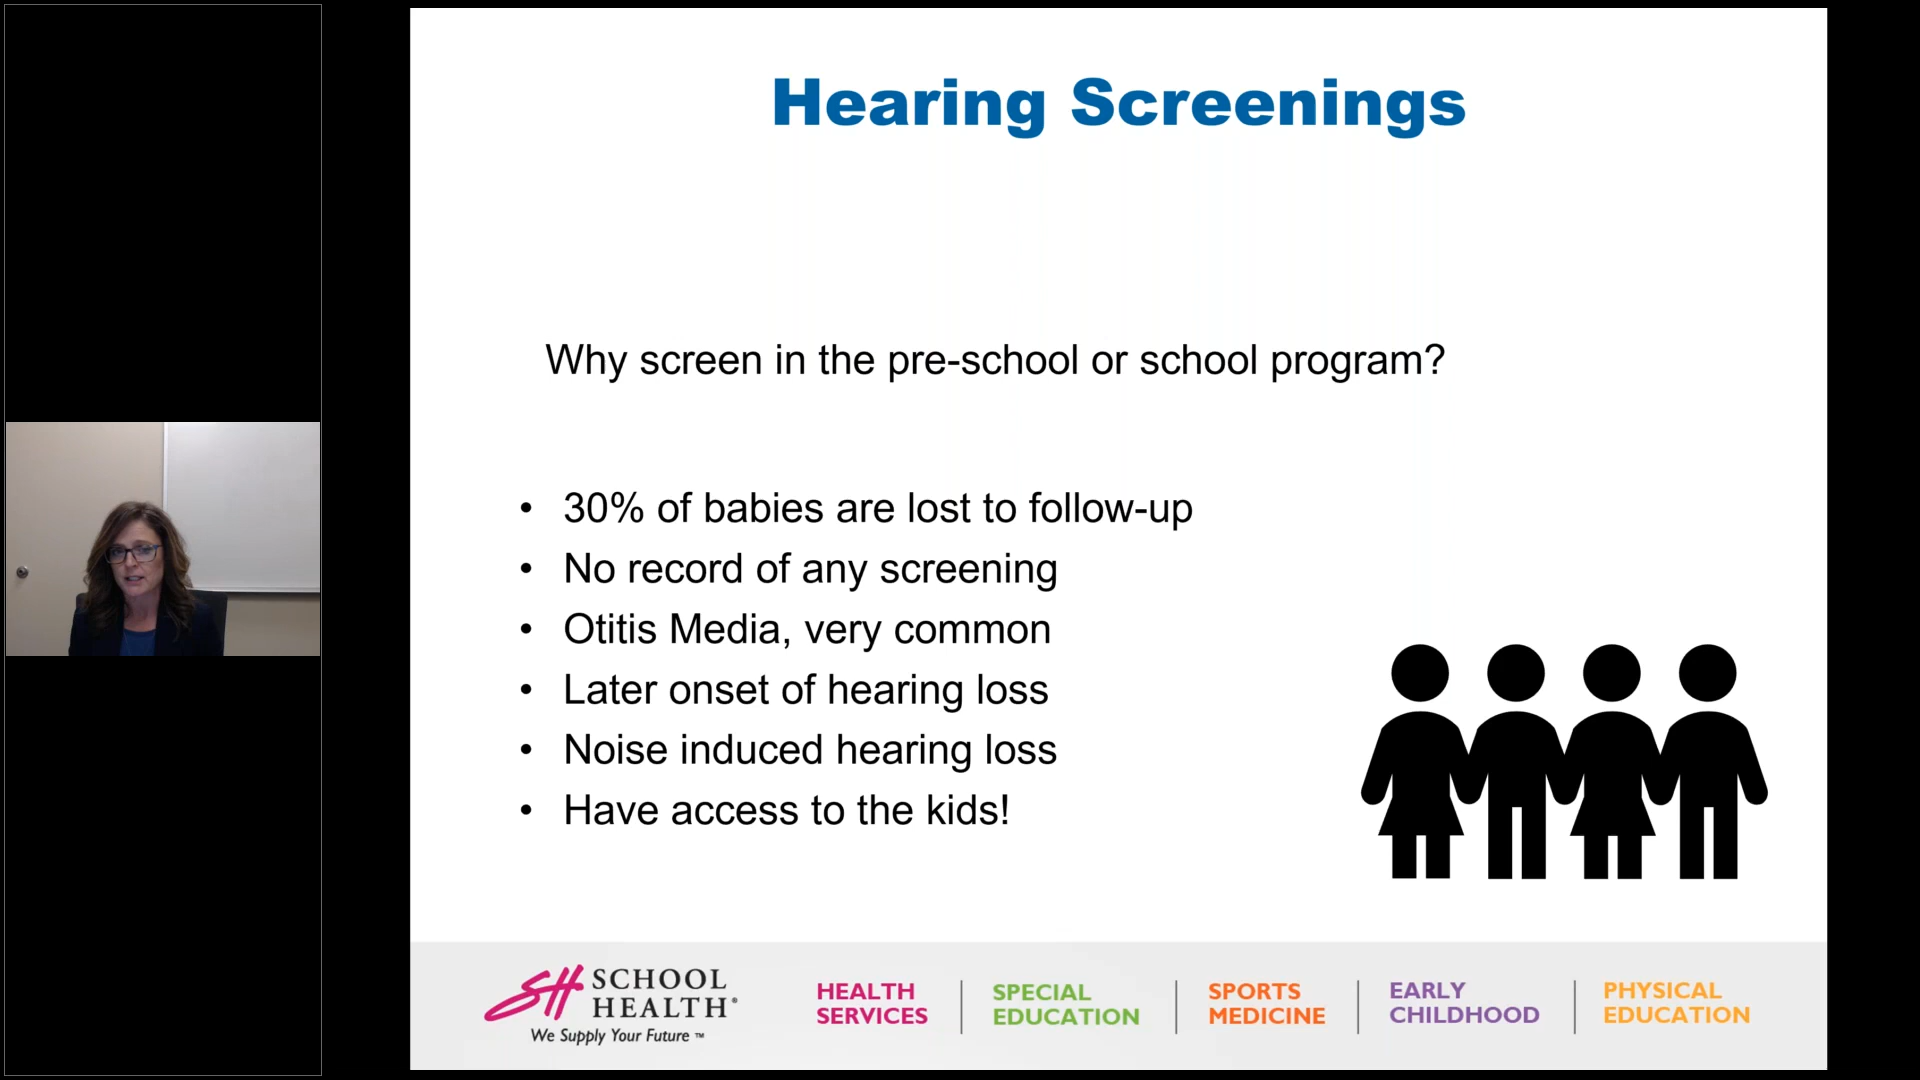 Hearing Screenings
Why screen in the pre-school or school program?
• 30% of babies are lost to follow-up
• No record of any screening
• Otitis Media, very common
• Later onset of hearing loss
• Noise induced hearing loss
• Have access to the kids!
SH SCHOOL
HEALTH®
We Supply Your Future ™
HEALTH
SERVICES
SPECIAL
EDUCATION
SPORTS
MEDICINE
EARLY
CHILDHOOD
PHYSICAL
EDUCATION